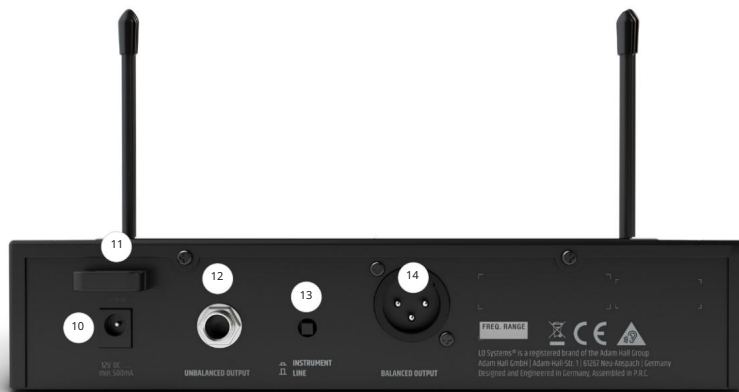 11
12
13
14
10
12V DC
min. 500mA
UNBALANCED OUTPUT
INSTRUMENT
LINE
BALANCED OUTPUT
FREQ. RANGE
LD Systems® is a registered brand of the Adam Hall Group
Adam Hall GmbH | Adam-Hall-Str. 1 | 61267 Neu-Anspach | Germany
Designed and Engineered in Germany, Assembled in P.R.C.